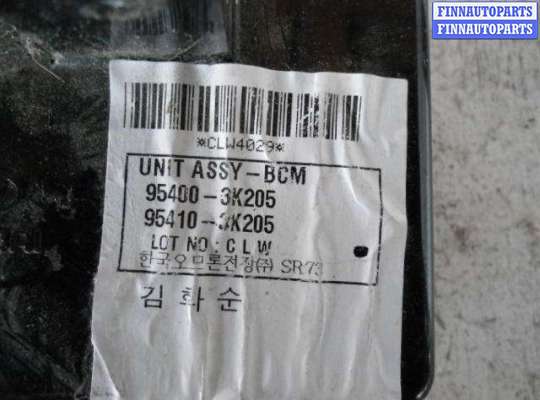 FINNAUTOPARTS
FINNAUTOPARTS
*CLW4029*
UNIT ASSY-BCM
95400-3K205
95410-3K205
LOT NO : C L W
한국오므론전장(주) SR73
김 화 순